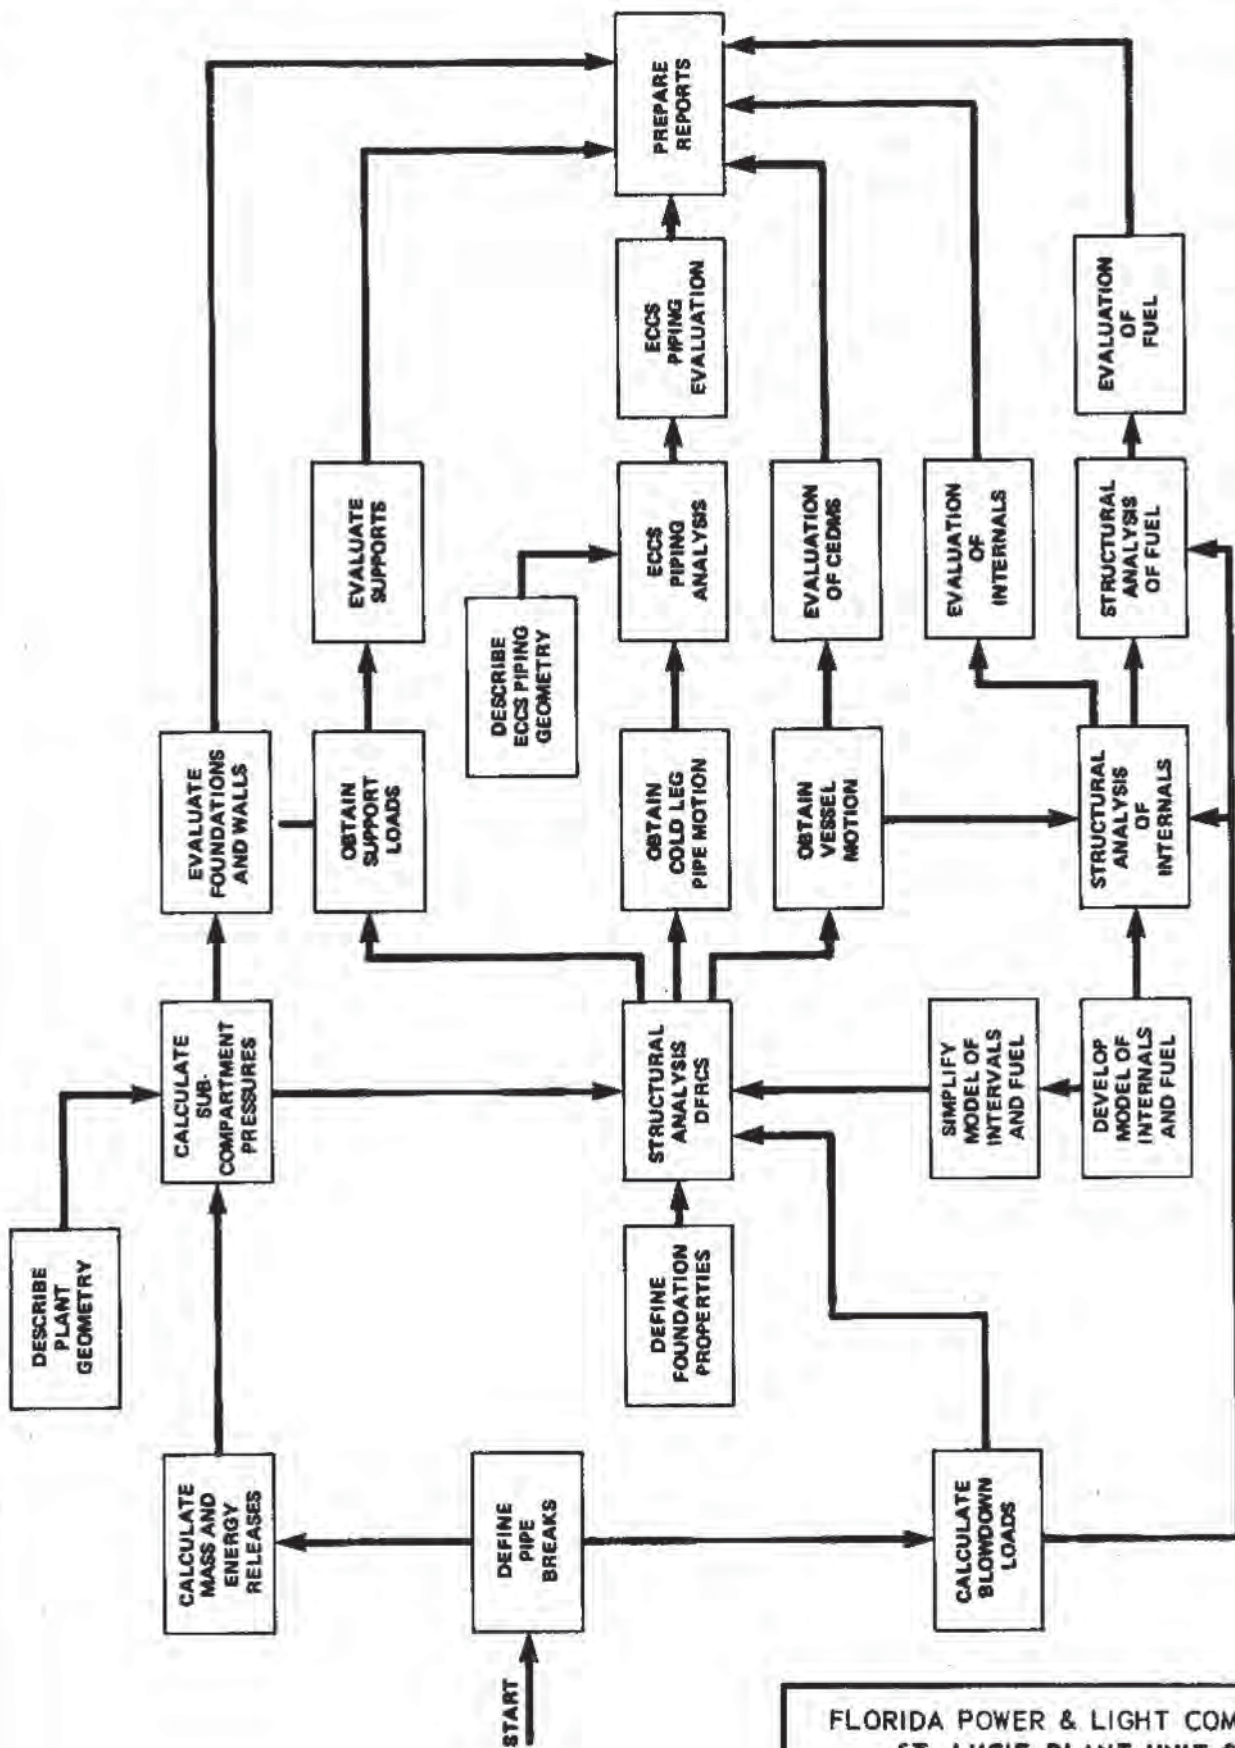 START
DEFINE
PIPE
BREAKS
CALCULATE
MASS AND
ENERGY
RELEASES
CALCULATE
BLOWDOWN
LOADS
DESCRIBE
PLANT
GEOMETRY
DEFINE
FOUNDATION
PROPERTIES
CALCULATE
SUB-
COMPARTMENT
PRESSURES
STRUCTURAL
ANALYSIS
DFRCS
SIMPLIFY
MODEL OF
INTERVALS
AND FUEL
DEVELOP
MODEL OF
INTERNALS
AND FUEL
EVALUATE
FOUNDATIONS
AND WALLS
OBTAIN
SUPPORT
LOADS
DESCRIBE
ECCS PIPING
GEOMETRY
OBTAIN
COLD LEG
PIPE MOTION
OBTAIN
VESSEL
MOTION
STRUCTURAL
ANALYSIS
OF
INTERNALS
EVALUATE
SUPPORTS
ECCS
PIPING
ANALYSIS
EVALUATION
OF CEDMS
EVALUATION
OF
INTERNALS
STRUCTURAL
ANALYSIS
OF FUEL
ECCS
PIPING
EVALUATION
EVALUATION
OF
FUEL
PREPARE
REPORTS
FLORIDA POWER & LIGHT COM